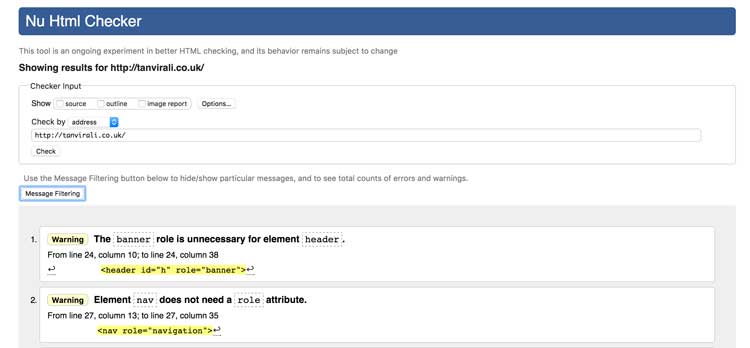 Nu Html Checker
This tool is an ongoing experiment in better HTML checking, and its behavior remains subject to change
Showing results for http://tanvirali.co.uk/
Checker Input
Show source outline image report Options...
Check by address
http://tanvirali.co.uk/
Check
Use the Message Filtering button below to hide/show particular messages, and to see total counts of errors and warnings.
Message Filtering
1. Warning The banner role is unnecessary for element header.
From line 24, column 10; to line 24, column 38
↩ <header id="h" role="banner">↩
2. Warning Element nav does not need a role attribute.
From line 27, column 13; to line 27, column 35
<nav role="navigation">↩